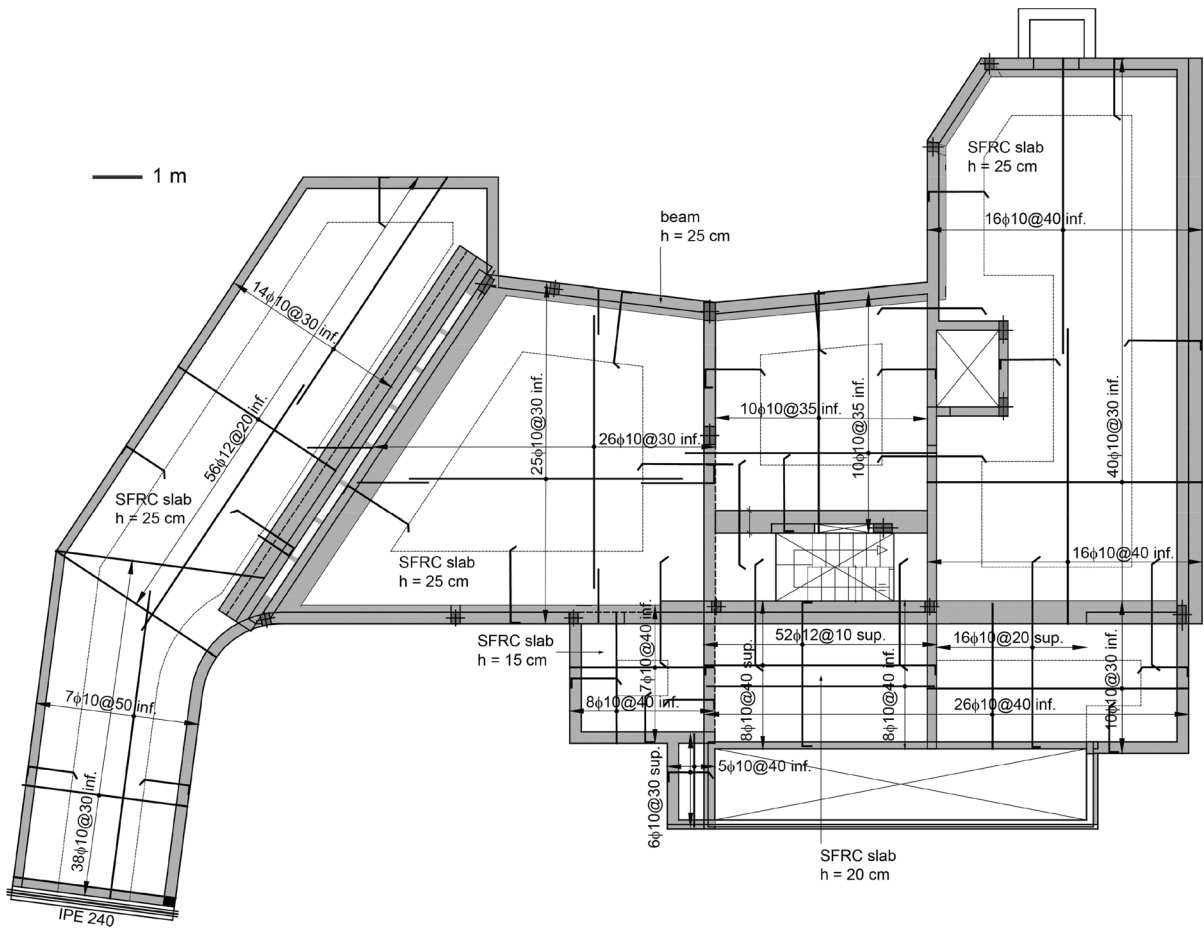 SFRC slab
h = 25 cm
1 m
beam
h = 25 cm
16ϕ10@40 inf.
14ϕ10@30 inf.
56ϕ12@20 inf.
25ϕ10@30 inf.
26ϕ10@30 inf.
10ϕ10@35 inf.
10ϕ10@35 inf.
40ϕ10@30 inf.
SFRC slab
h = 25 cm
SFRC slab
h = 25 cm
16ϕ10@40 inf.
SFRC slab
h = 15 cm
7ϕ10@40 inf.
52ϕ12@10 sup.
16ϕ10@20 sup.
8ϕ10@40 sup.
8ϕ10@40 inf.
10ϕ10@30 inf.
7ϕ10@50 inf.
8ϕ10@40 inf.
26ϕ10@40 inf.
38ϕ10@30 inf.
6ϕ10@30 sup.
5ϕ10@40 inf.
SFRC slab
h = 20 cm
IPE 240